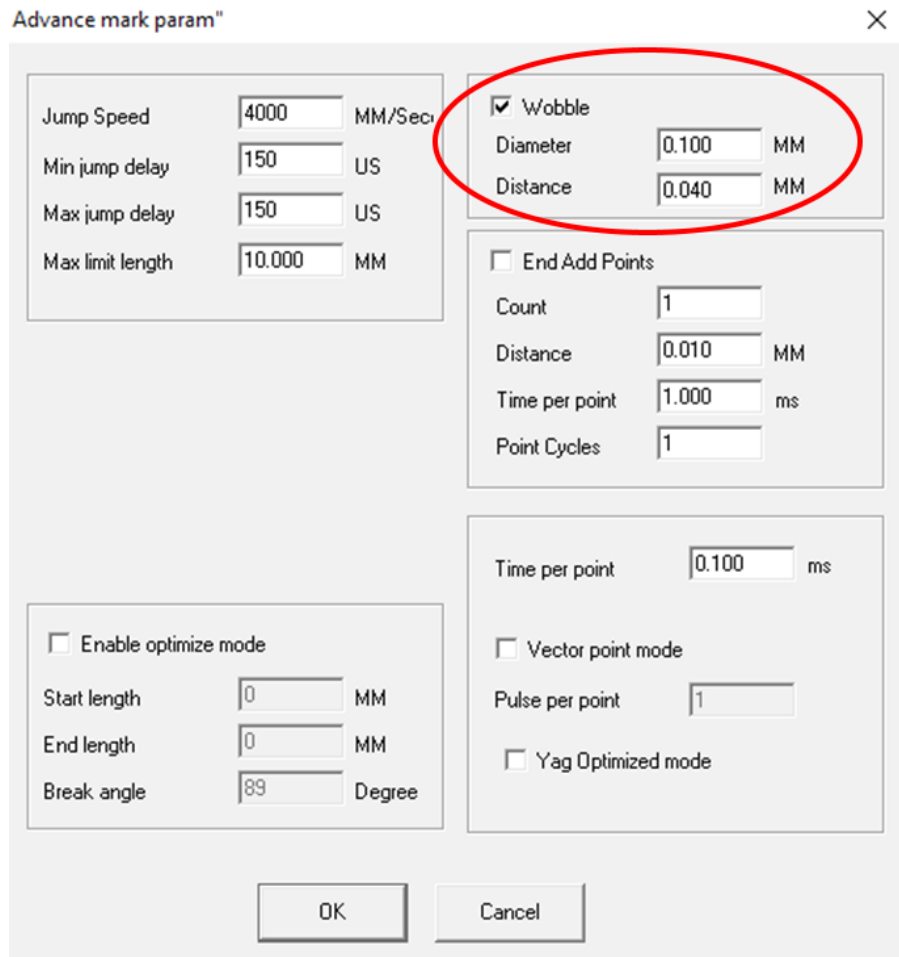 Advance mark param"
Jump Speed 4000 MM/Sec
Min jump delay 150 US
Max jump delay 150 US
Max limit length 10.000 MM
Wobble
Diameter 0.100 MM
Distance 0.040 MM
End Add Points
Count 1
Distance 0.010 MM
Time per point 1.000 ms
Point Cycles 1
Time per point 0.100 ms
Vector point mode
Pulse per point 1
Yag Optimized mode
Enable optimize mode
Start length 0 MM
End length 0 MM
Break angle 89 Degree
OK Cancel